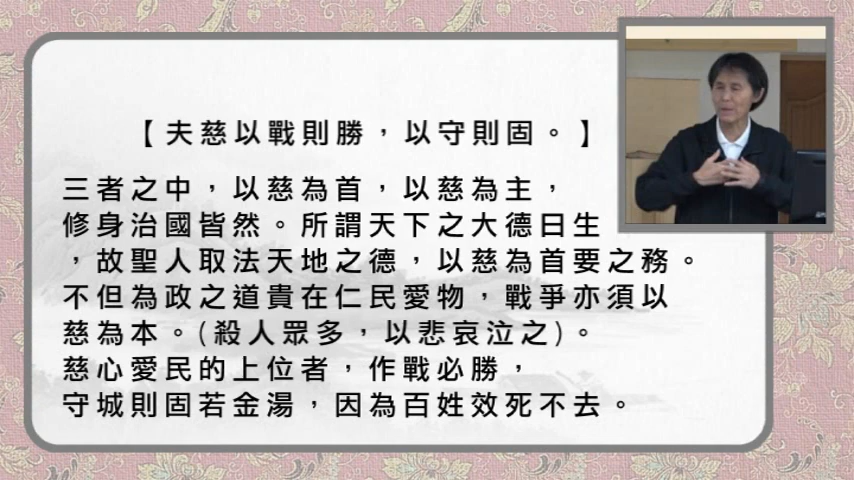 【夫慈以戰則勝，以守則固。】
三者之中，以慈為首，以慈為主，
修身治國皆然。所謂天下之大德日生
，故聖人取法天地之德，以慈為首要之務。
不但為政之道貴在仁民愛物，戰爭亦須以
慈為本。(殺人眾多，以悲哀泣之)。
慈心愛民的上位者，作戰必勝，
守城則固若金湯，因為百姓效死不去。